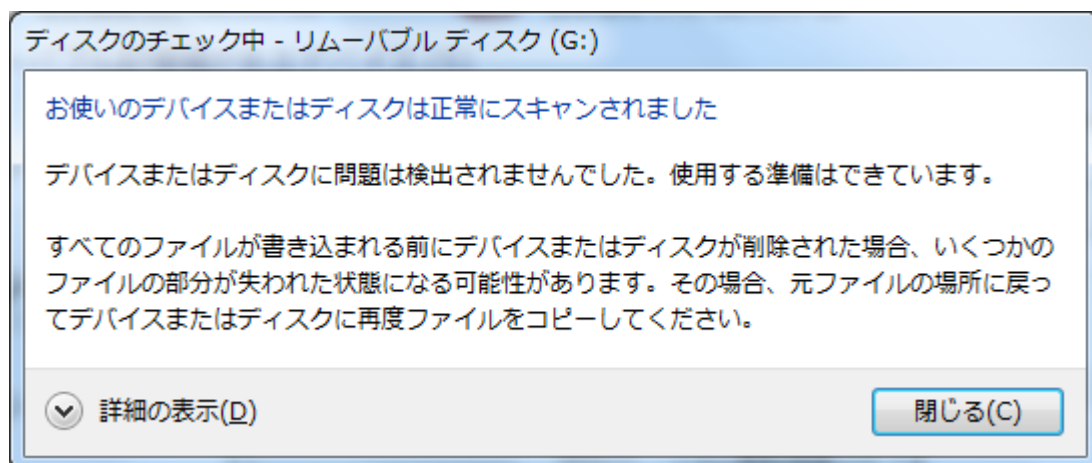 ディスクのチェック中 - リムーバブル ディスク (G:)
お使いのデバイスまたはディスクは正常にスキャンされました
デバイスまたはディスクに問題は検出されませんでした。使用する準備はできています。
すべてのファイルが書き込まれる前にデバイスまたはディスクが削除された場合、いくつかの
ファイルの部分が失われた状態になる可能性があります。その場合、元ファイルの場所に戻っ
てデバイスまたはディスクに再度ファイルをコピーしてください。
詳細の表示(D)
閉じる(C)